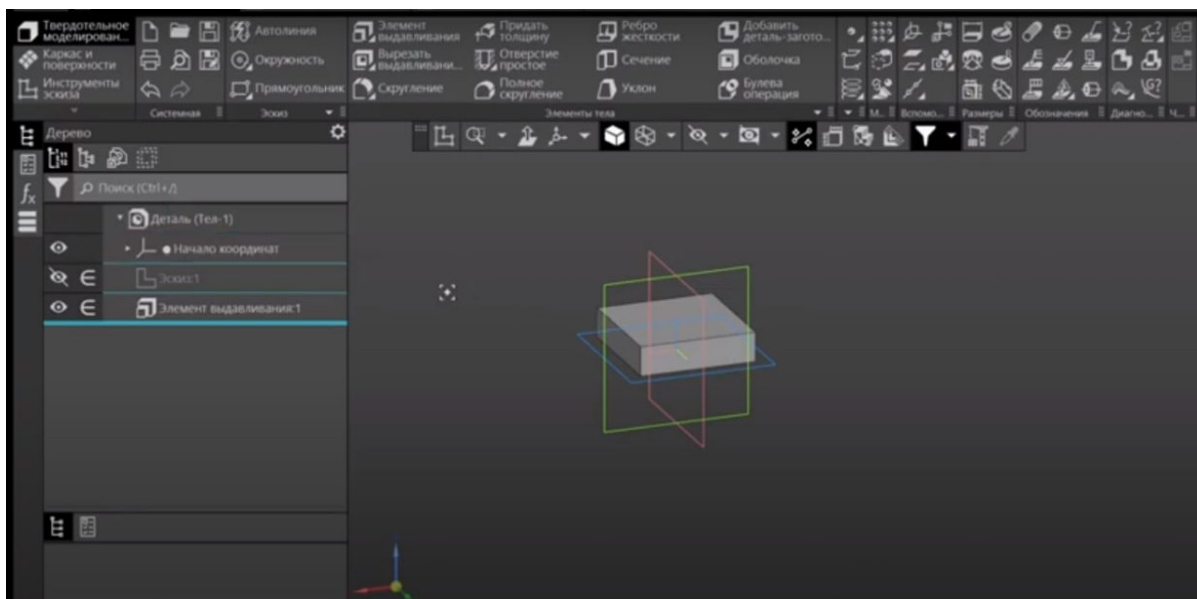 Твердотельное
моделирован...
Каркас и
поверхности
Инструменты
эскиза
Системная
Автолиния
Окружность
Прямоугольник
Эскиз
Элемент
выдавливания
Вырезать
выдавливани...
Скругление
Придать
толщину
Отверстие
простое
Полное
скругление
Ребро
жесткости
Сечение
Уклон
Добавить
деталь-загото...
Оболочка
Булева
операция
Элементы тела
М...
Вспомо...
Размеры
Обозначения
Диагно...
Ч...
Дерево
Поиск (Ctrl+/)
Деталь (Тел-1)
Начало координат
Эскиз:1
Элемент выдавливания:1